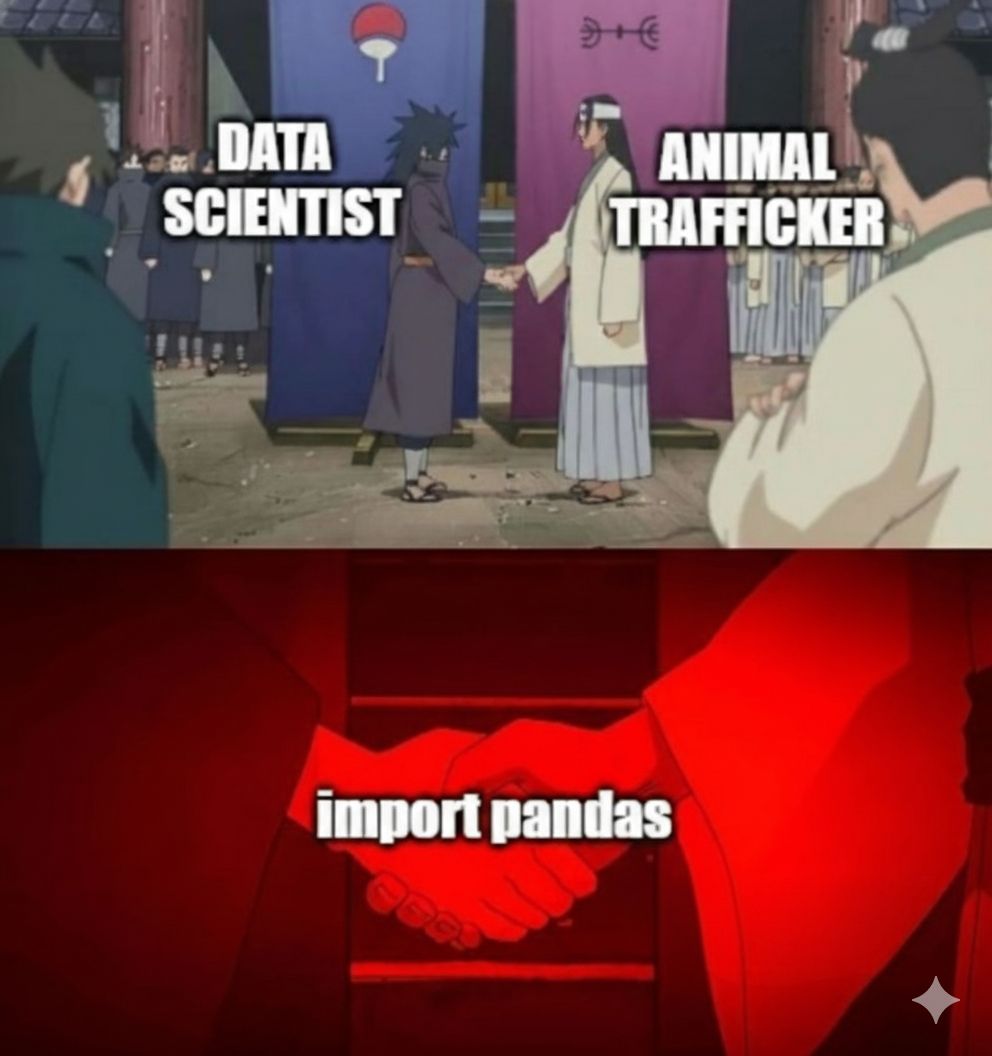 DATA
SCIENTIST
ANIMAL
TRAFFICKER
import pandas